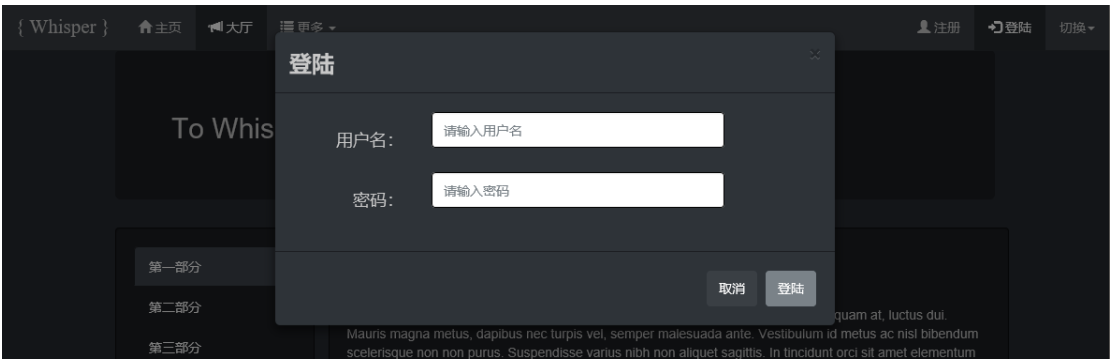 { Whisper } 主页 大厅 更多 注册 登陆 切换
登陆 ×
To Whis
用户名： 请输入用户名
密码： 请输入密码
取消 登陆
第一部分
第二部分
quam at, luctus dui.
Mauris magna metus, dapibus nec turpis vel, semper malesuada ante. Vestibulum id metus ac nisl bibendum
第三部分
scelerisque non non purus. Suspendisse varius nibh non aliquet sagittis. In tincidunt orci sit amet elementum